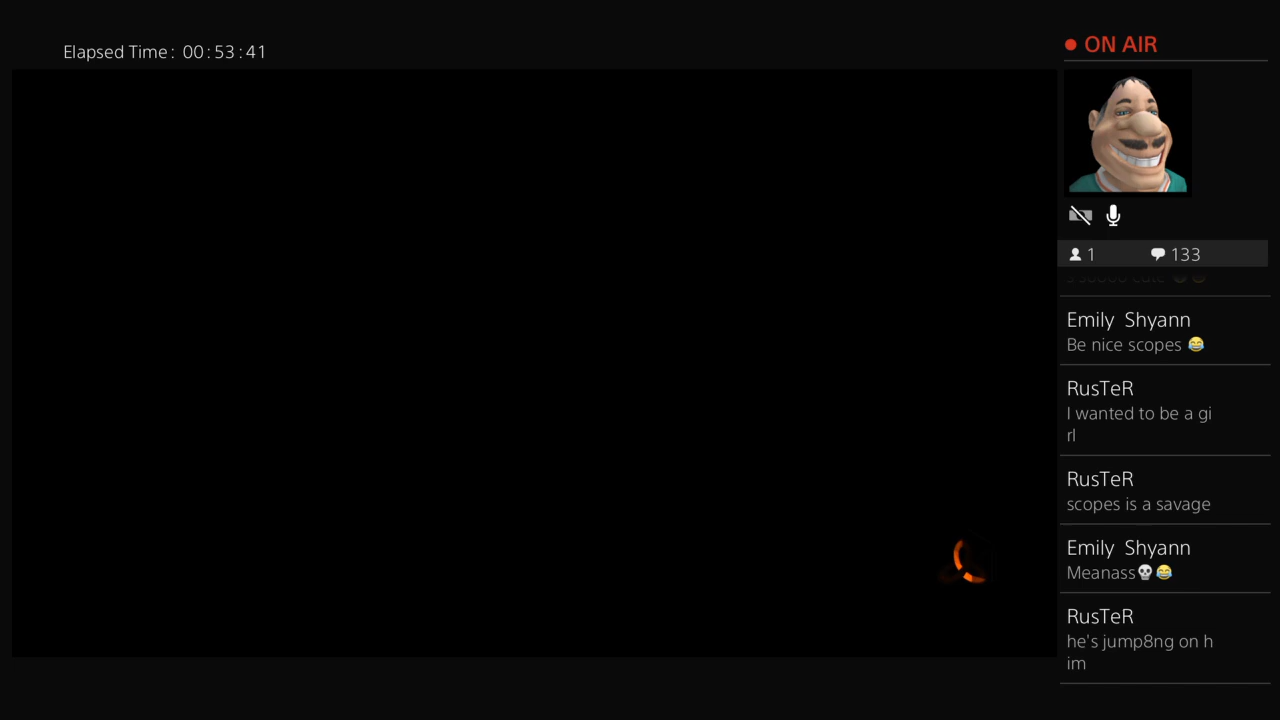 Elapsed Time: 00:53:41
ON AIR
1 133
Emily Shyann
Be nice scopes 😂
RusTeR
I wanted to be a gi
rl
RusTeR
scopes is a savage
Emily Shyann
Meanass💀😂
RusTeR
he's jump8ng on h
im